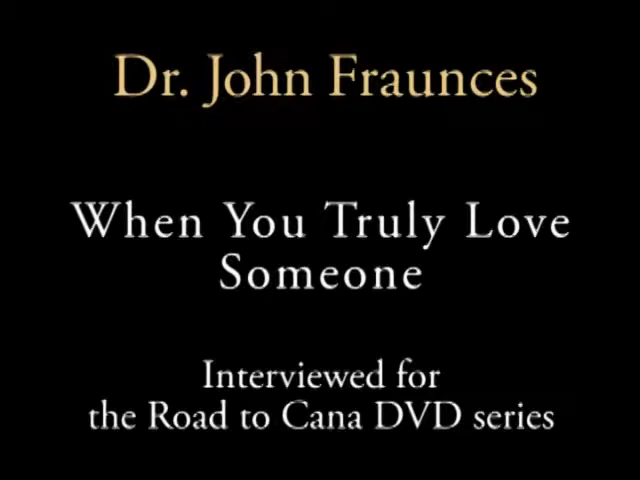 Dr. John Fraunces
When You Truly Love
Someone
Interviewed for
the Road to Cana DVD series